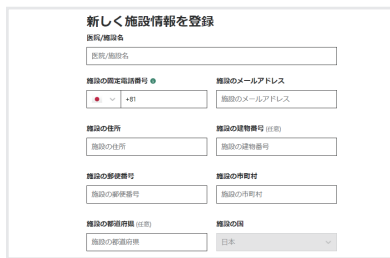 新しく施設情報を登録
医院/施設名
医院/施設名
施設の固定電話番号
施設のメールアドレス
+81
施設のメールアドレス
施設の住所
施設の建物番号 (任意)
施設の住所
施設の建物番号
施設の郵便番号
施設の市町村
施設の郵便番号
施設の市町村
施設の都道府県 (任意)
施設の国
施設の都道府県
日本